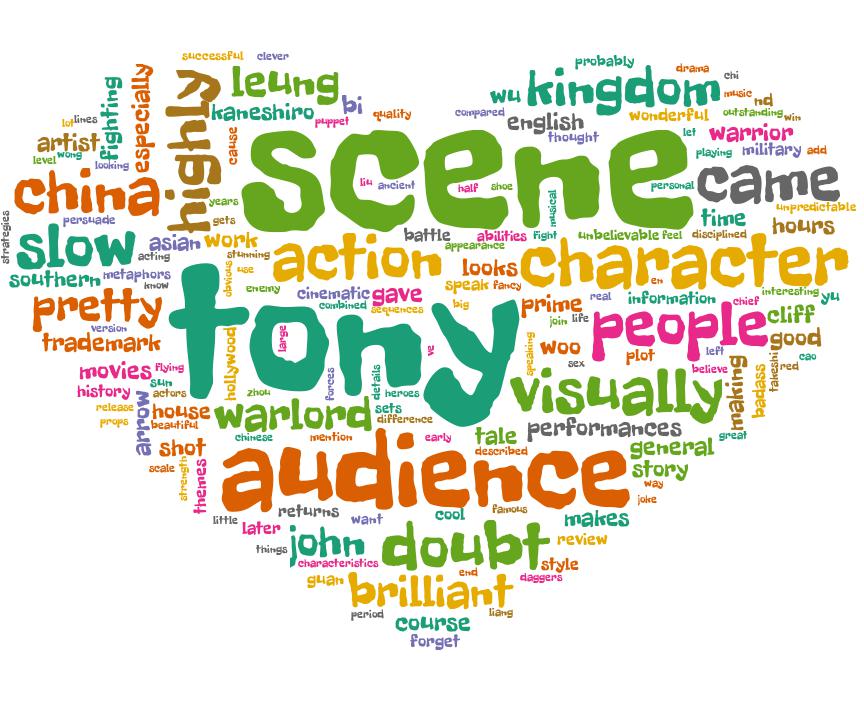 successful clever
probably
drama
chi
leung
kingdom
wu
music
nd
highly
especially
fighting
kaneshiro
bi
quality
puppet
compared
english
thought
wonderful
outstanding
win
lot
lines
artist
level
wong
looking
cause
scene
let
warrior
playing
military
add
china
years
liu
ancient
half
shoe
musical
personal
came
unpredictable
persuade
gets
time
hours
strategies
slow
asian
work
acting
stunning
battle
abilities
fight
appearance
unbelievable
feel
disciplined
action
looks
character
southern
metaphors
know
obvious
use
enemy
cinematic
gave
combined
sequences
speak
fancy
big
en
prime
real
information
chief
interesting
yu
pretty
version
trademark
tony
large
join
life
people
cliff
good
left
cao
movies
flying
history
sun
actors
hollywood
zhou
forces
details
heroes
ve
speaking
woo
sex
plot
believe
takeshi
red
making
badass
release
props
arrow
house
beautiful
warlord
sets
difference
visually
great
performances
tale
described
early
mention
chinese
shot
scale
strength
themes
audience
general
story
way
joke
little
later
returns
want
cool
famous
makes
things
john
characteristics
doubt
review
style
end
daggers
guan
brilliant
period
liang
course
forget